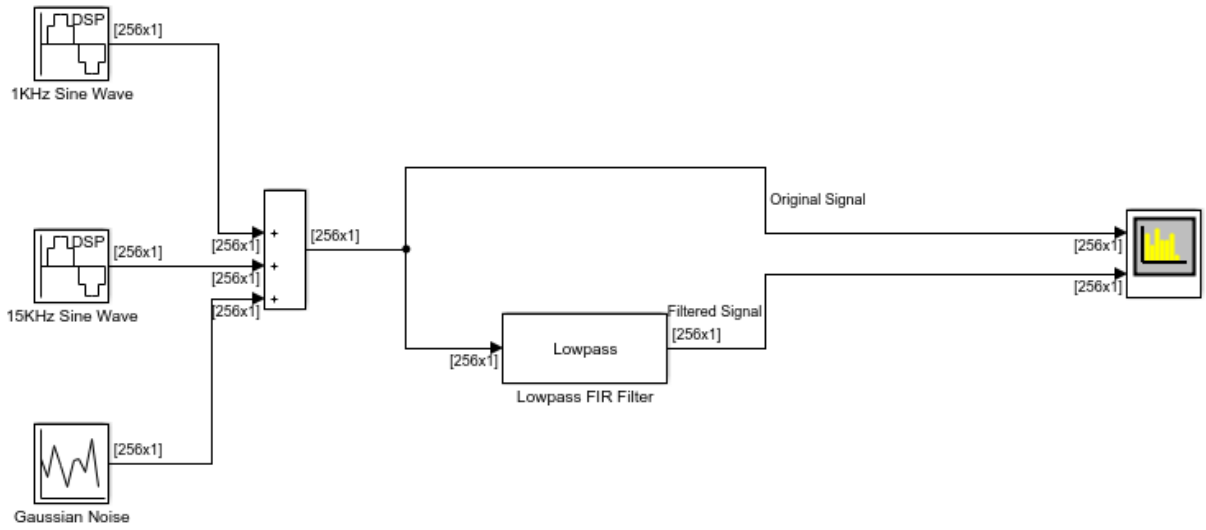 DSP
[256x1]
1KHz Sine Wave
DSP
[256x1]
15KHz Sine Wave
[256x1]
Gaussian Noise
+
[256x1]
+
[256x1]
+
[256x1]
[256x1]
Original Signal
[256x1]
[256x1]
Lowpass
Lowpass FIR Filter
Filtered Signal
[256x1]
[256x1]